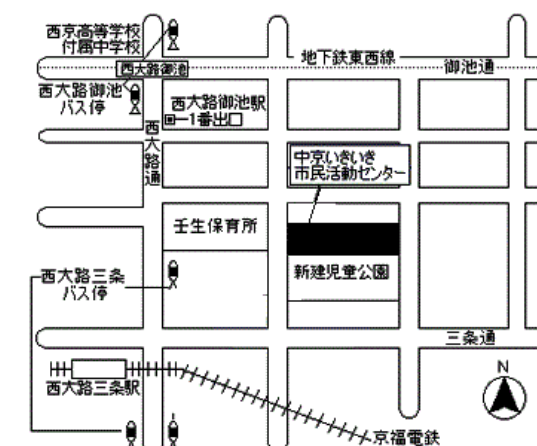 西京高等学校
付属中学校
地下鉄東西線
御池通
西大路御池
西大路御池
バス停
西大路御池駅
1番出口
西大路通
中京いきいき
市民活動センター
壬生保育所
新建児童公園
西大路三条
バス停
三条通
西大路三条駅
N
京福電鉄